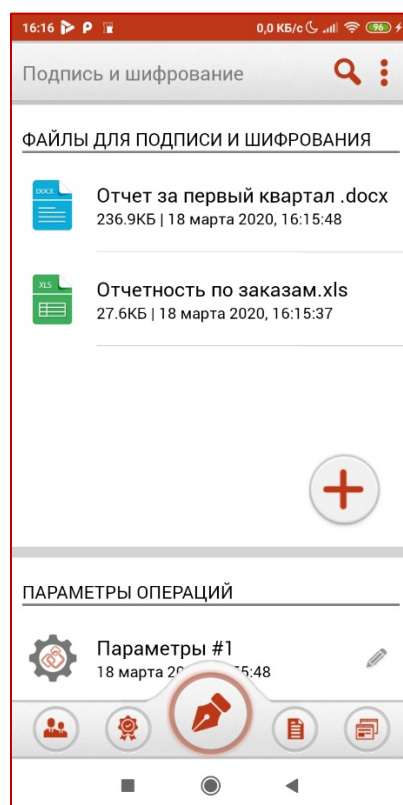 16:16 0,0 КБ/с 96
Подпись и шифрование
ФАЙЛЫ ДЛЯ ПОДПИСИ И ШИФРОВАНИЯ
DOCX
Отчет за первый квартал .docx
236.9КБ | 18 марта 2020, 16:15:48
XLS
Отчетность по заказам.xls
27.6КБ | 18 марта 2020, 16:15:37
ПАРАМЕТРЫ ОПЕРАЦИЙ
Параметры #1
18 марта 5:48